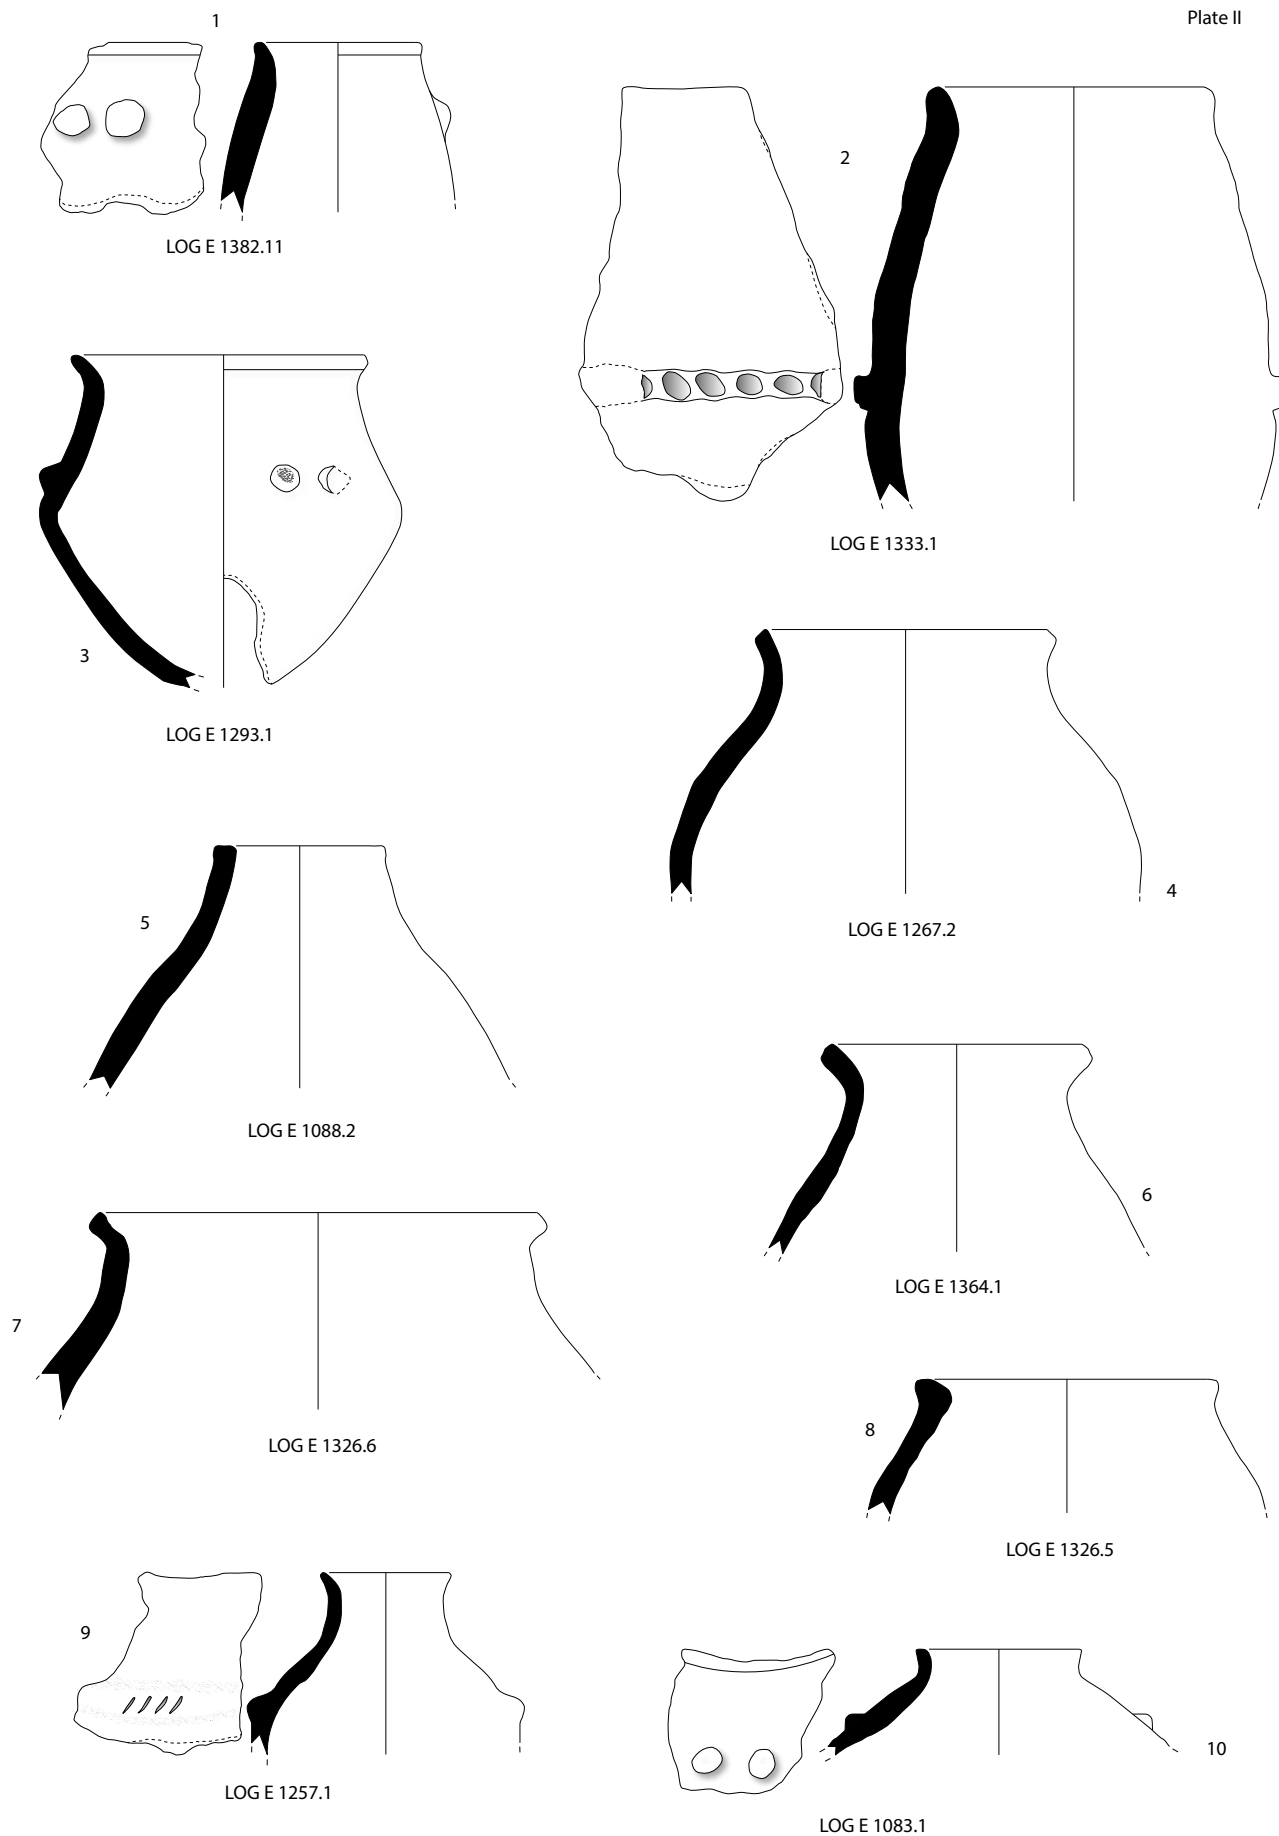 Plate II
1
LOG E 1382.11
2
LOG E 1333.1
3
LOG E 1293.1
4
LOG E 1267.2
5
LOG E 1088.2
6
LOG E 1364.1
7
LOG E 1326.6
8
LOG E 1326.5
9
LOG E 1257.1
10
LOG E 1083.1